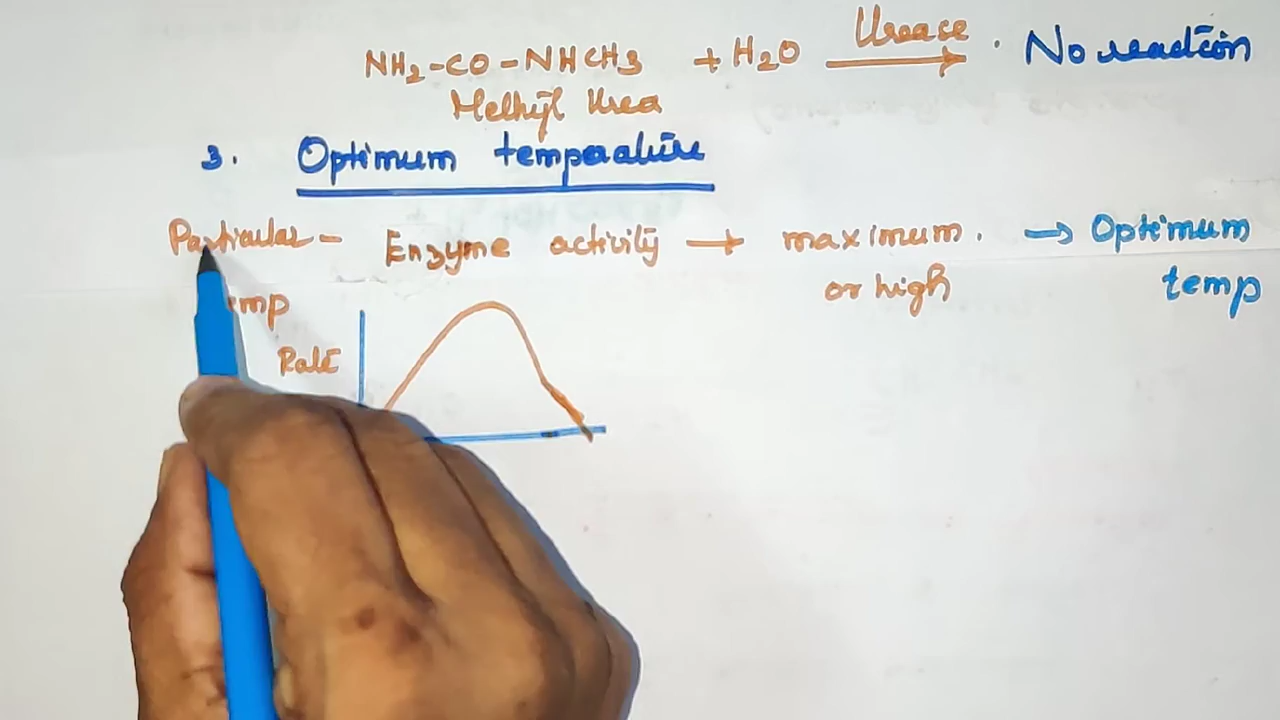 NH2-CO-NHCH3 + H2O Urease No reaction
Methyl Urea
3. Optimum temperature
Particular - Enzyme activity → maximum. → Optimum
or high temp
Rate